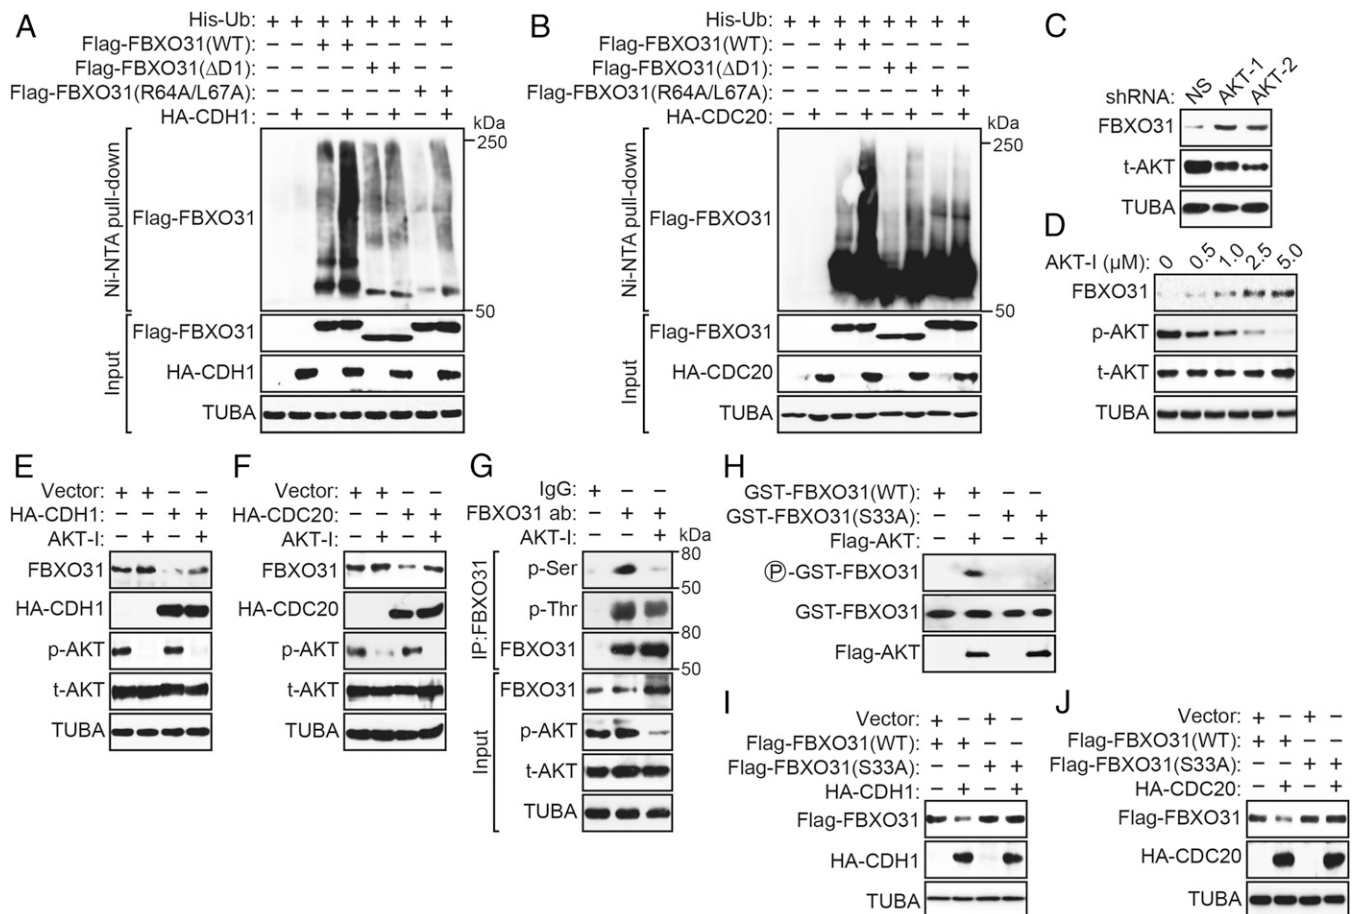 A
His-Ub: + + + + + + + +
Flag-FBXO31(WT): – – + + – – – –
Flag-FBXO31(ΔD1): – – – – + + – –
Flag-FBXO31(R64A/L67A): – – – – – – + +
HA-CDH1: – + – + – + – +
kDa
250
Ni-NTA pull-down
Flag-FBXO31
50
Input
Flag-FBXO31
HA-CDH1
TUBA
B
His-Ub: + + + + + + + +
Flag-FBXO31(WT): – – + + – – – –
Flag-FBXO31(ΔD1): – – – – + + – –
Flag-FBXO31(R64A/L67A): – – – – – – + +
HA-CDC20: – + – + – + – +
kDa
250
Ni-NTA pull-down
Flag-FBXO31
50
Input
Flag-FBXO31
HA-CDC20
TUBA
C
shRNA: NS AKT-1 AKT-2
FBXO31
t-AKT
TUBA
D
AKT-I (µM): 0 0.5 1.0 2.5 5.0
FBXO31
p-AKT
t-AKT
TUBA
E
Vector: + + – –
HA-CDH1: – – + +
AKT-I: – + – +
FBXO31
HA-CDH1
p-AKT
t-AKT
TUBA
F
Vector: + + – –
HA-CDC20: – – + +
AKT-I: – + – +
FBXO31
HA-CDC20
p-AKT
t-AKT
TUBA
G
IgG: + – –
FBXO31 ab: – + +
AKT-I: – – +
kDa
IP:FBXO31
80
p-Ser
50
p-Thr
80
FBXO31
50
Input
FBXO31
p-AKT
t-AKT
TUBA
H
GST-FBXO31(WT): + + – –
GST-FBXO31(S33A): – – + +
Flag-AKT: – + – +
Ⓟ-GST-FBXO31
GST-FBXO31
Flag-AKT
I
Vector: + – + –
Flag-FBXO31(WT): + + – –
Flag-FBXO31(S33A): – – + +
HA-CDH1: – + – +
Flag-FBXO31
HA-CDH1
TUBA
J
Vector: + – + –
Flag-FBXO31(WT): + + – –
Flag-FBXO31(S33A): – – + +
HA-CDC20: – + – +
Flag-FBXO31
HA-CDC20
TUBA